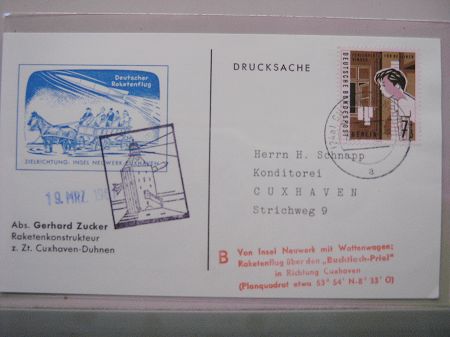 DRUCKSACHE
Deutscher
Raketenflug
ZIELRICHTUNG: INSEL NEUWERK-CUXHAVEN
19. MRZ.
Abs. Gerhard Zucker
Raketenkonstrukteur
z. Zt. Cuxhaven-Duhnen
DEUTSCHE BUNDESPOST
BERLIN
7
a
Herrn H. Schnapp
Konditorei
CUXHAVEN
Strichweg 9
B Von Insel Neuwerk mit Wattenwagen;
Raketenflug über den „Buchtloch-Priel"
in Richtung Cuxhaven
(Planquadrat etwa 53° 54' N-8° 33' O)